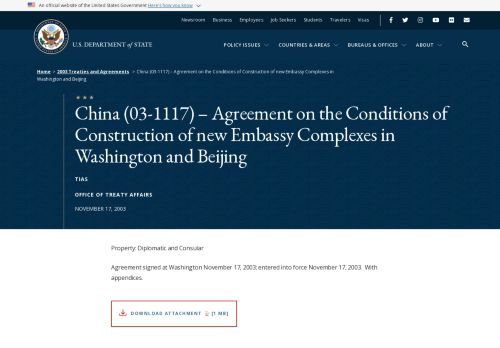 An official website of the United States Government Here's how you know
Newsroom Business Employers Job Seekers Students Travelers Visas
U.S. DEPARTMENT of STATE
POLICY ISSUES COUNTRIES & AREAS BUREAUS & OFFICES ABOUT
Home > 2003 Treaties and Agreements > China (03-1117) – Agreement on the Conditions of Construction of new Embassy Complexes in
Washington and Beijing
China (03-1117) – Agreement on the Conditions of
Construction of new Embassy Complexes in
Washington and Beijing
TIAS
OFFICE OF TREATY AFFAIRS
NOVEMBER 17, 2003
Property: Diplomatic and Consular
Agreement signed at Washington November 17, 2003; entered into force November 17, 2003. With
appendices.
DOWNLOAD ATTACHMENT [1 MB]